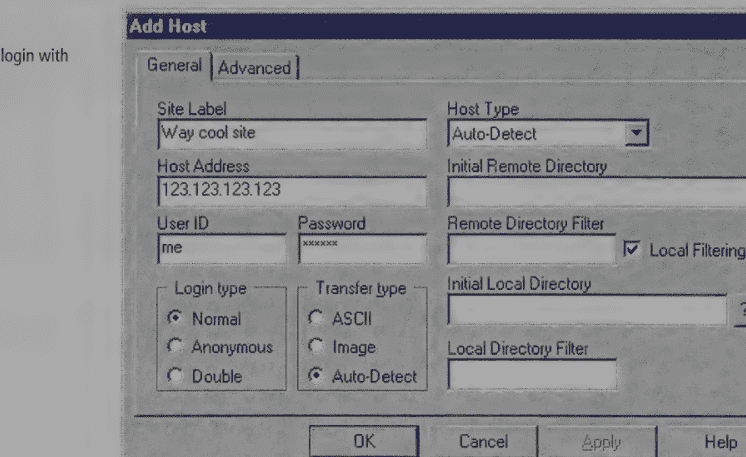 login with
Add Host
General Advanced
Site Label
Way cool site
Host Type
Auto-Detect
Host Address
123.123.123.123
Initial Remote Directory
User ID
me
Password
xxxxxx
Remote Directory Filter
Local Filtering
Login type
Normal
Anonymous
Double
Transfer type
ASCII
Image
Auto-Detect
Initial Local Directory
Local Directory Filter
OK Cancel Apply Help